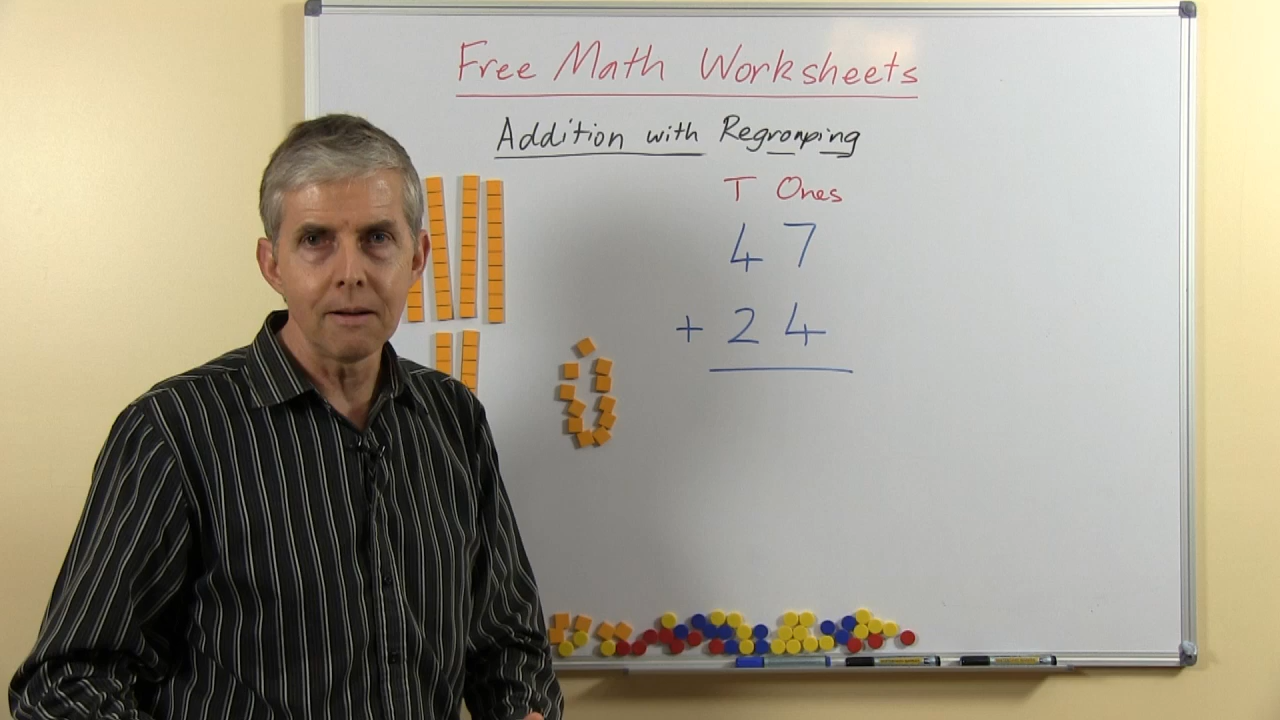 Free Math Worksheets
Addition with Regrouping
T Ones
4 7
+ 2 4